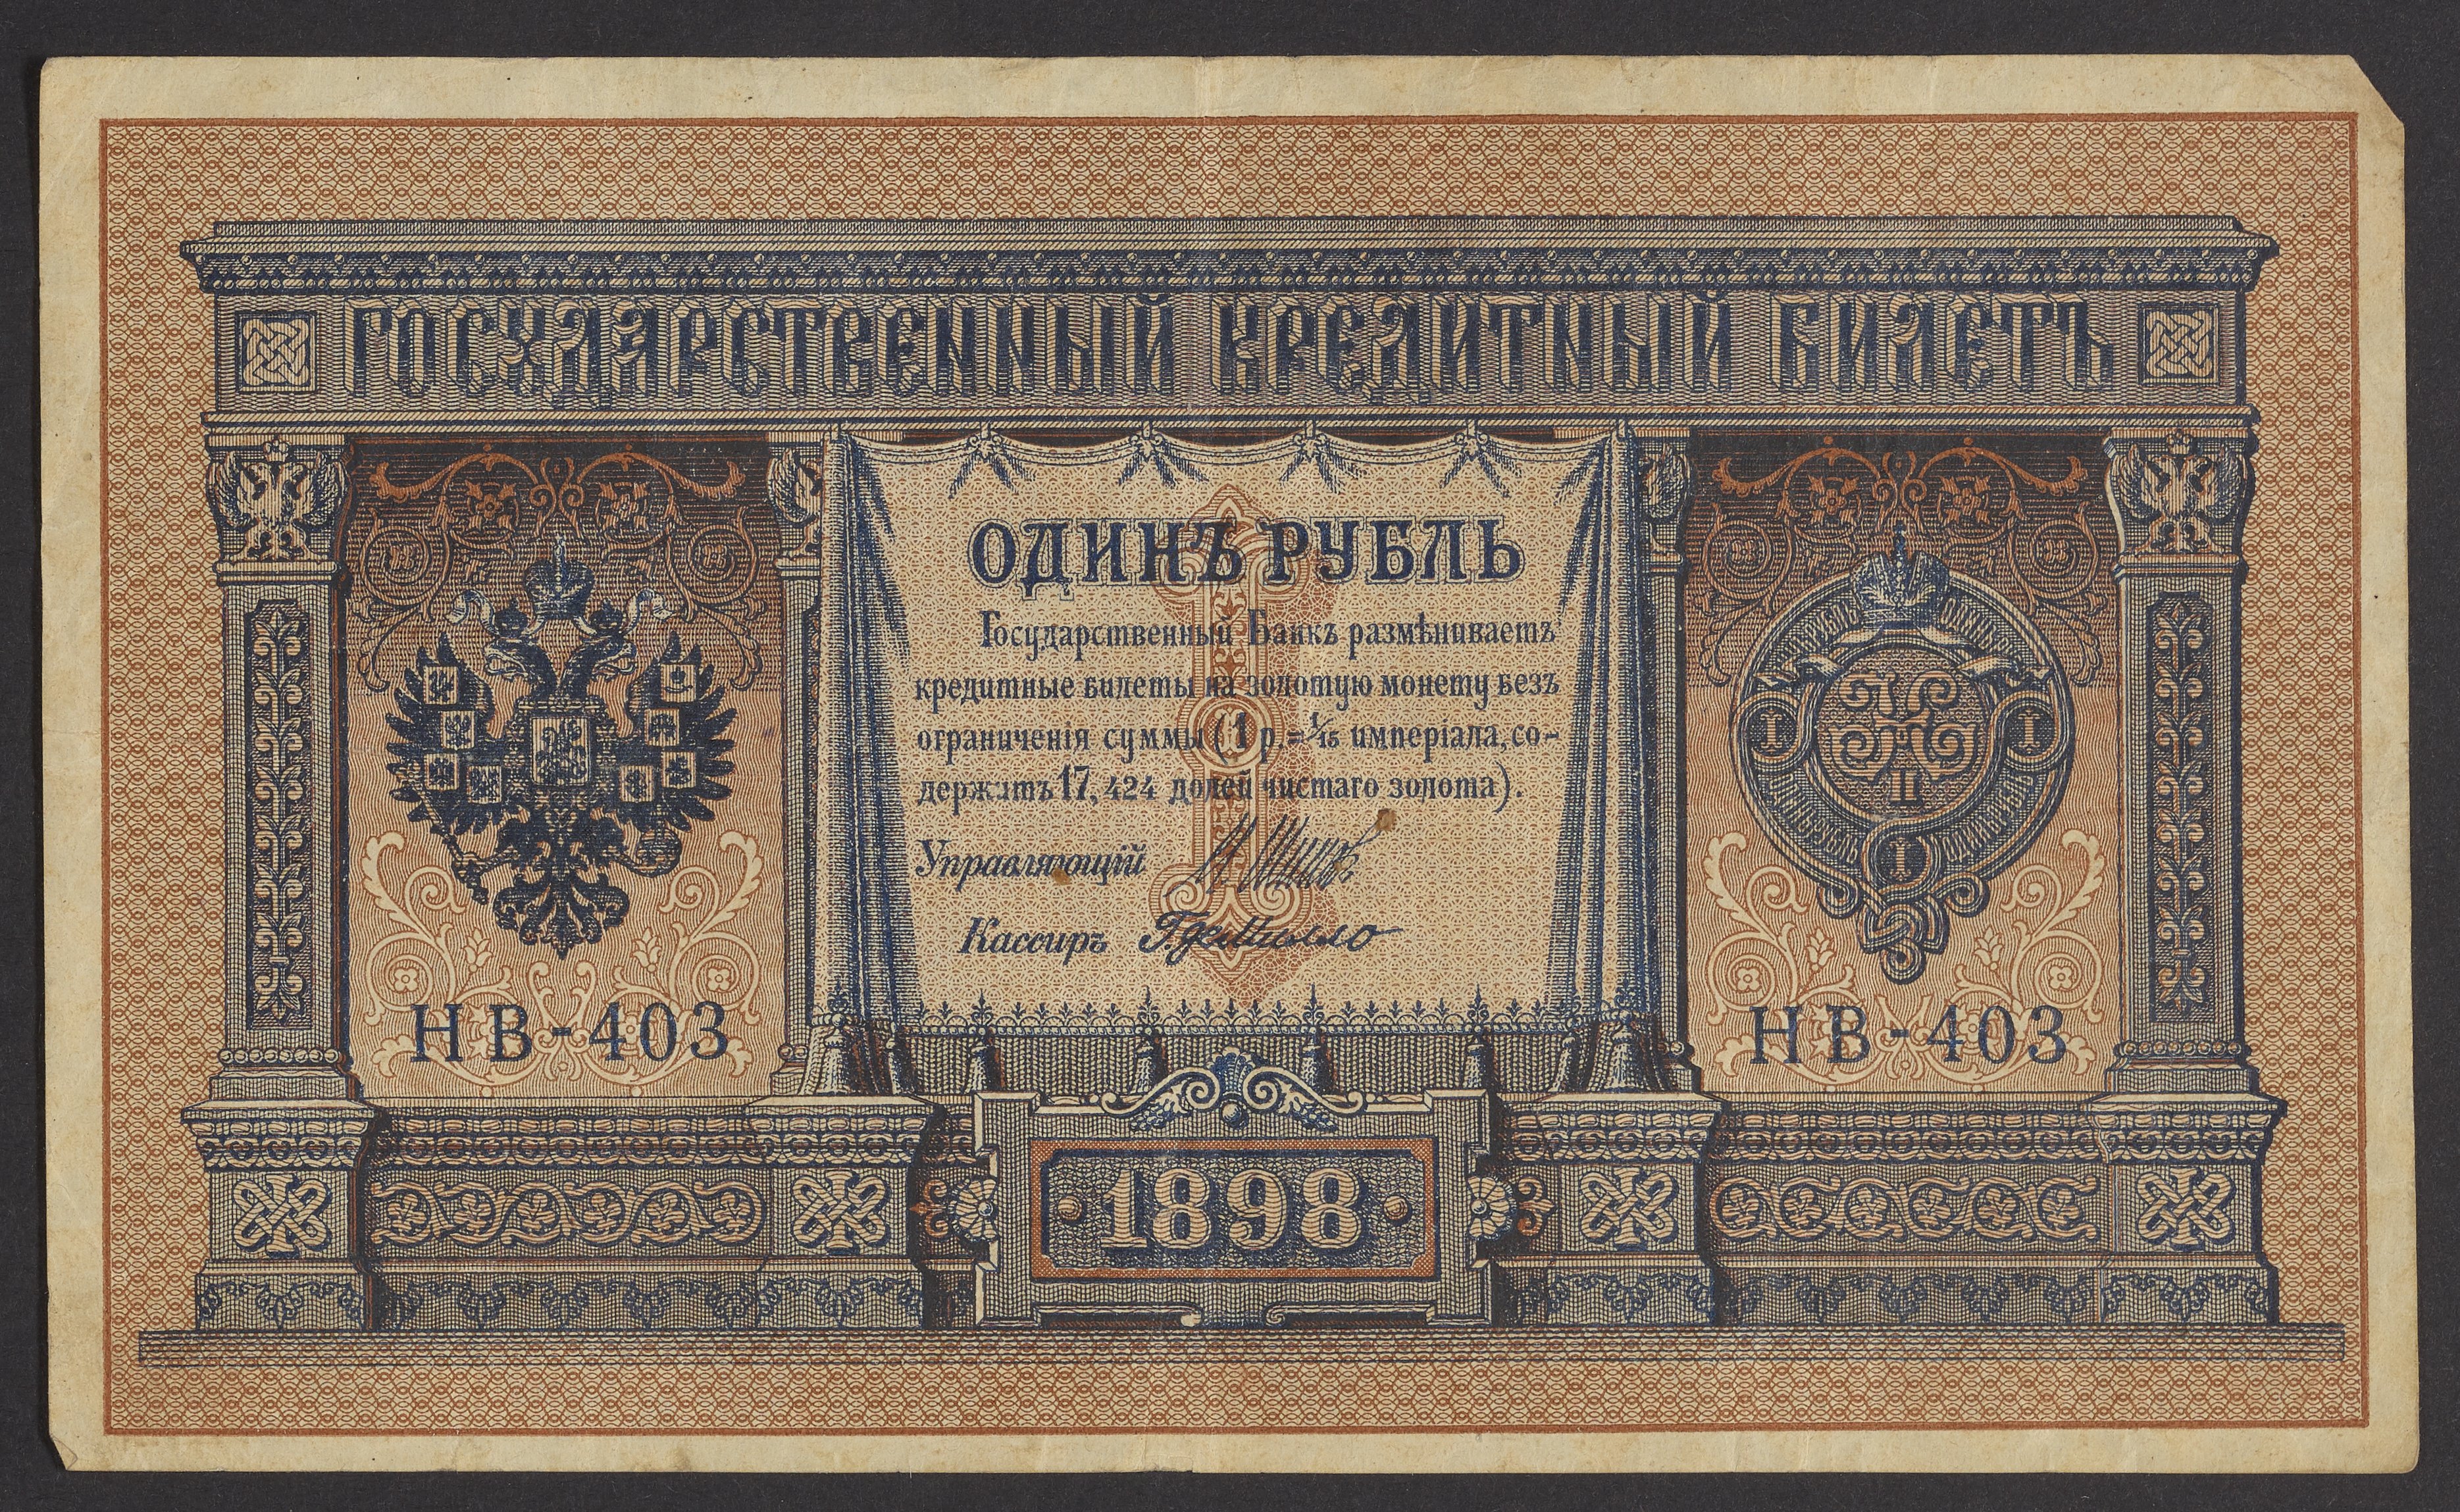 ГОСУДАРСТВЕННЫЙ КРЕДИТНЫЙ БИЛЕТЪ
ОДИНЪ РУБЛЬ
Государственный Банкъ размѣниваетъ
кредитные билеты на золотую монету безъ
ограниченія суммы (1 р.=1/15 имперіала, со-
держитъ 17,424 долей чистаго золота).
Управляющій
Кассиръ
НВ-403
НВ-403
I
I
II
I
1898